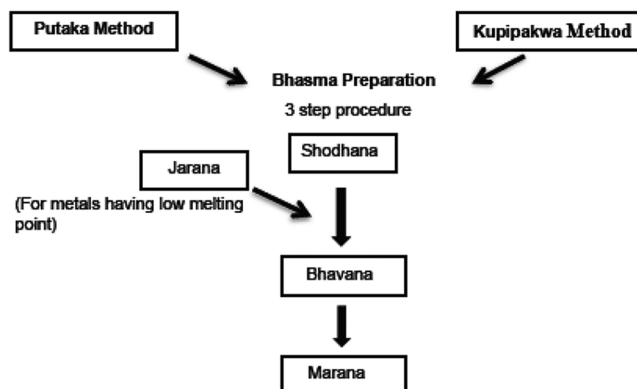 Putaka Method
Kupipakwa Method
Bhasma Preparation
3 step procedure
Shodhana
Jarana
(For metals having low melting
point)
Bhavana
Marana